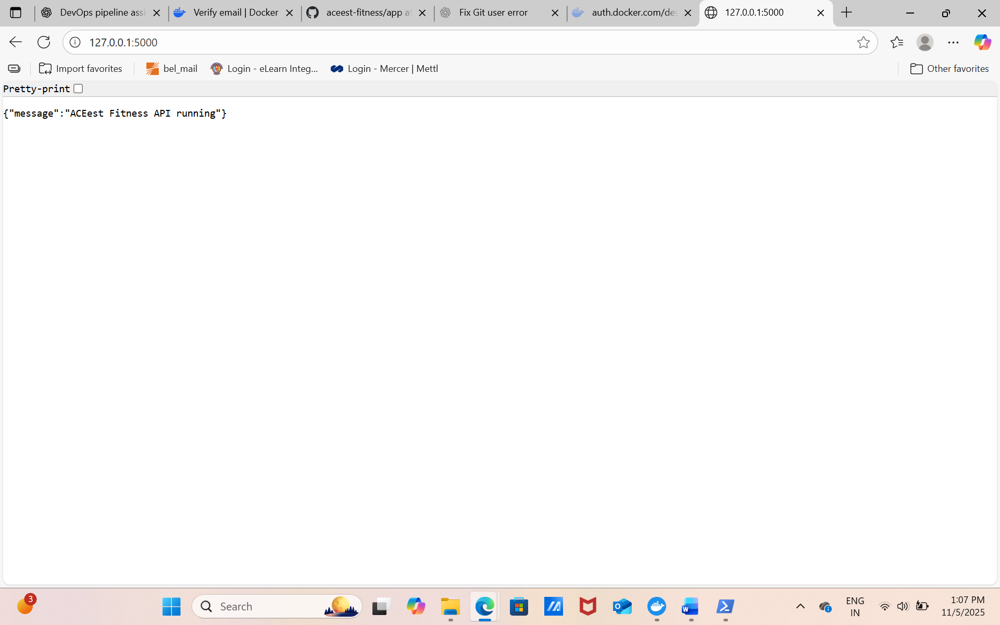 DevOps pipeline assi
Verify email | Docker
aceest-fitness/app at
Fix Git user error
auth.docker.com/des
127.0.0.1:5000
127.0.0.1:5000
Import favorites
bel_mail
Login - eLearn Integ...
Login - Mercer | Mettl
Other favorites
Pretty-print
{"message":"ACEest Fitness API running"}
3
Search
ENG
IN
1:07 PM
11/5/2025